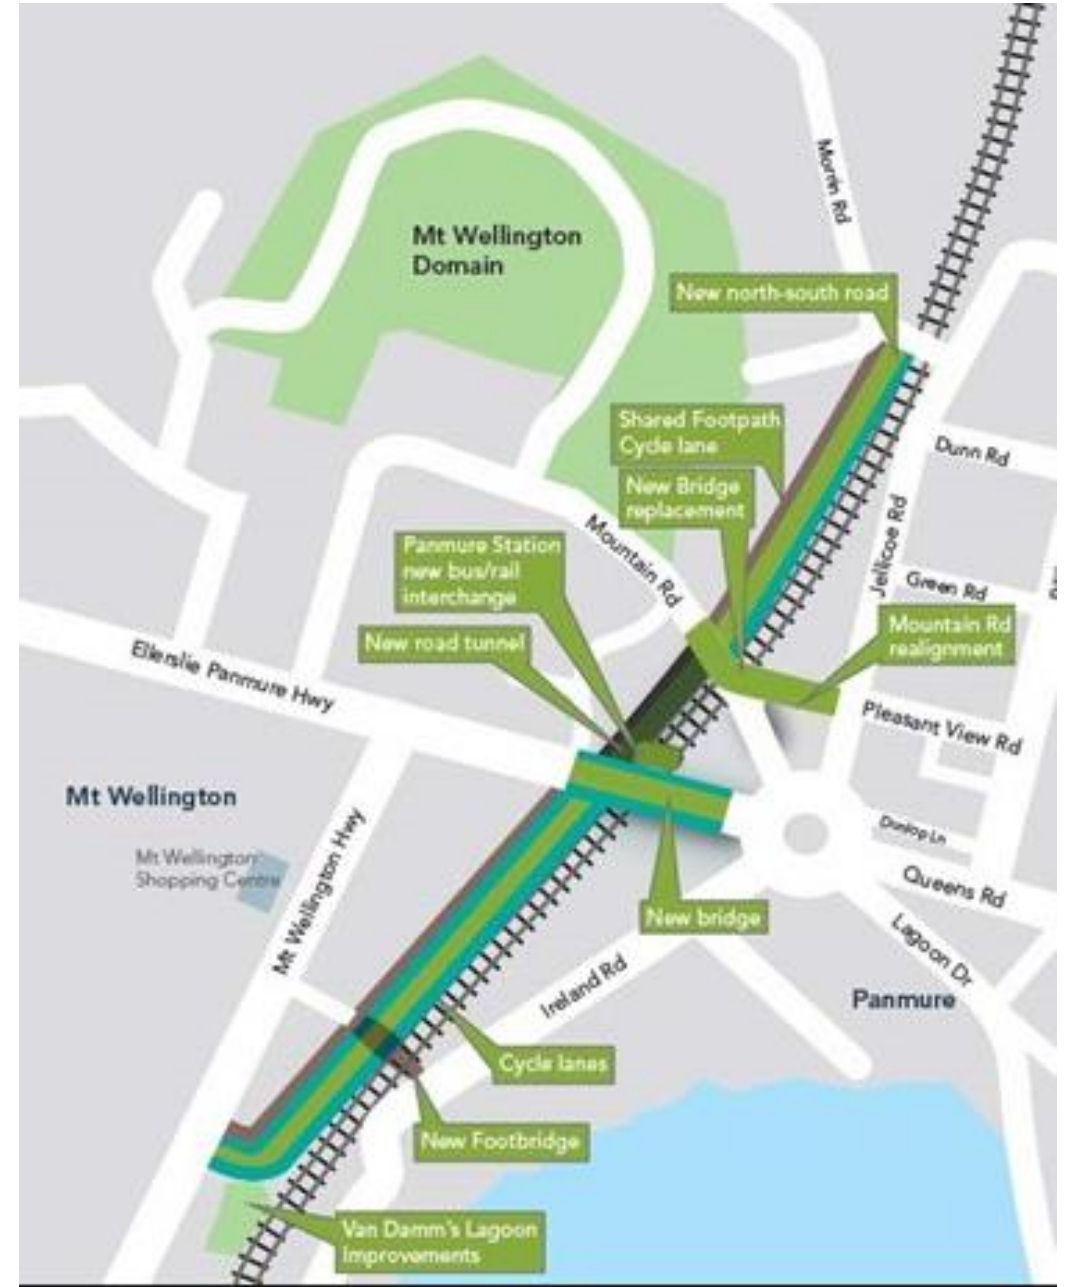 Morrin Rd
Mt Wellington
Domain
New north-south road
Shared Footpath
Cycle lane
Dunn Rd
New Bridge
replacement
Mountain Rd
Jellicoe Rd
Panmure Station
new bus/rail
interchange
Green Rd
Mountain Rd
realignment
New road tunnel
Ellerslie Panmure Hwy
Pleasant View Rd
Mt Wellington
Dunlop Ln
Mt Wellington
Shopping Centre
Mt Wellington Hwy
Queens Rd
New bridge
Lagoon Dr
Ireland Rd
Panmure
Cycle lanes
New Footbridge
Van Damm's Lagoon
Improvements